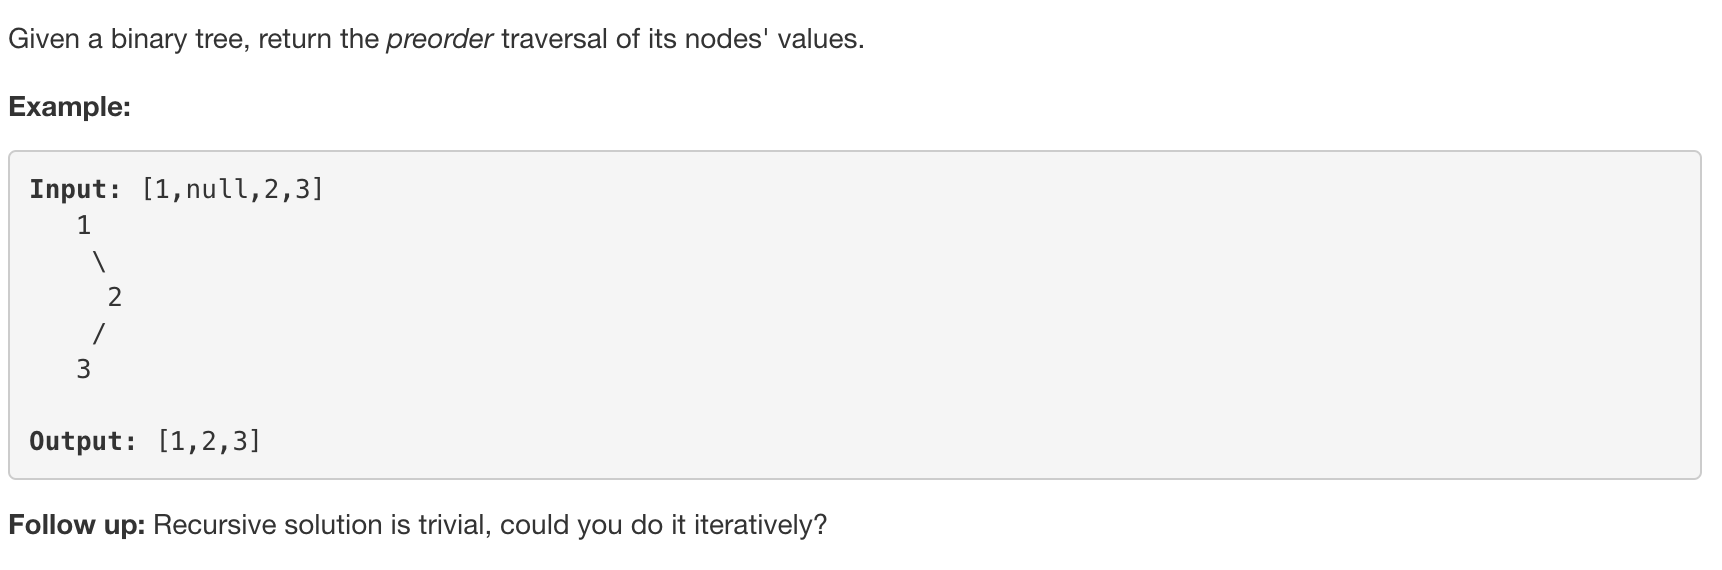 Given a binary tree, return the preorder traversal of its nodes' values.
Example:
Input: [1,null,2,3]
   1
    \
     2
    /
   3
Output: [1,2,3]
Follow up: Recursive solution is trivial, could you do it iteratively?